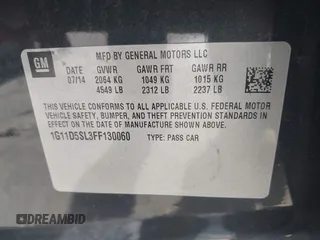 GM
MFD BY GENERAL MOTORS LLC
DATE GVWR GAWR FRT GAWR RR
07/14 2064 KG 1049 KG 1015 KG
4549 LB 2312 LB 2237 LB
THIS VEHICLE CONFORMS TO ALL APPLICABLE U.S. FEDERAL MOTOR
VEHICLE SAFETY, BUMPER, AND THEFT PREVENTION STANDARDS IN
EFFECT ON THE DATE OF MANUFACTURE SHOWN ABOVE.
1G11D5SL3FF130060 TYPE: PASS CAR
DREAMBID